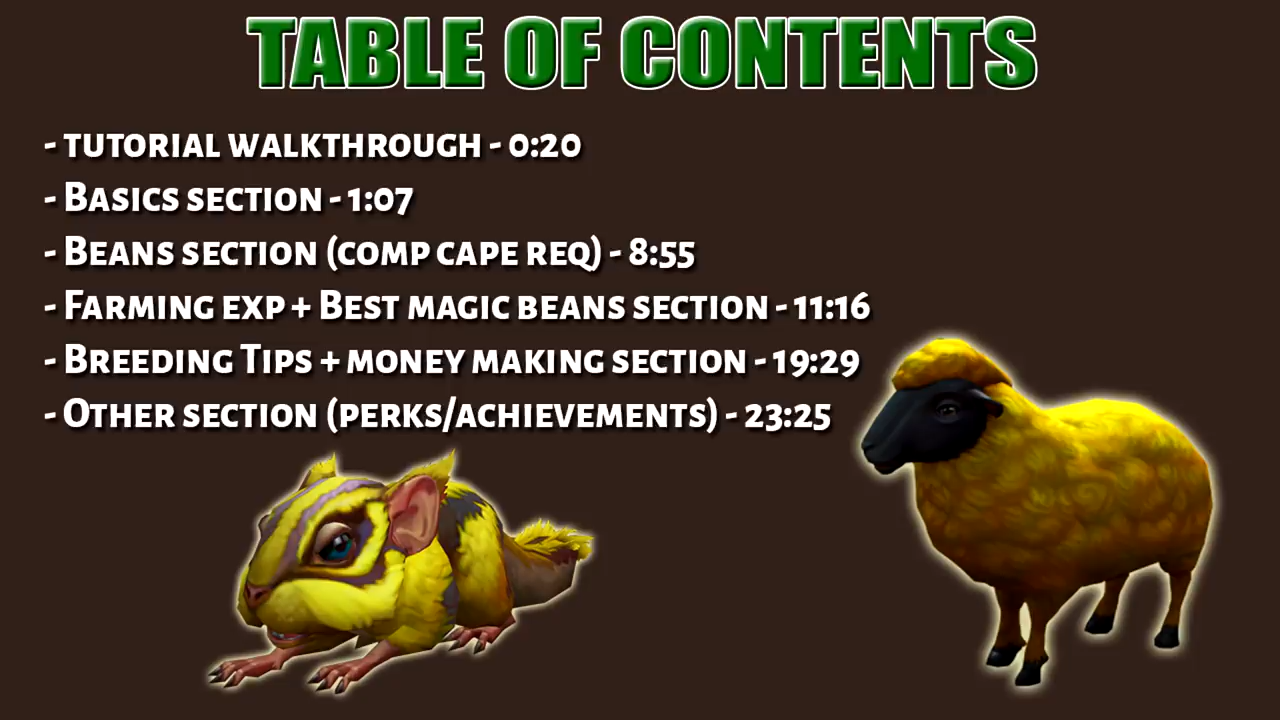 TABLE OF CONTENTS
- TUTORIAL WALKTHROUGH - 0:20
- BASICS SECTION - 1:07
- BEANS SECTION (COMP CAPE REQ) - 8:55
- FARMING EXP + BEST MAGIC BEANS SECTION - 11:16
- BREEDING TIPS + MONEY MAKING SECTION - 19:29
- OTHER SECTION (PERKS/ACHIEVEMENTS) - 23:25